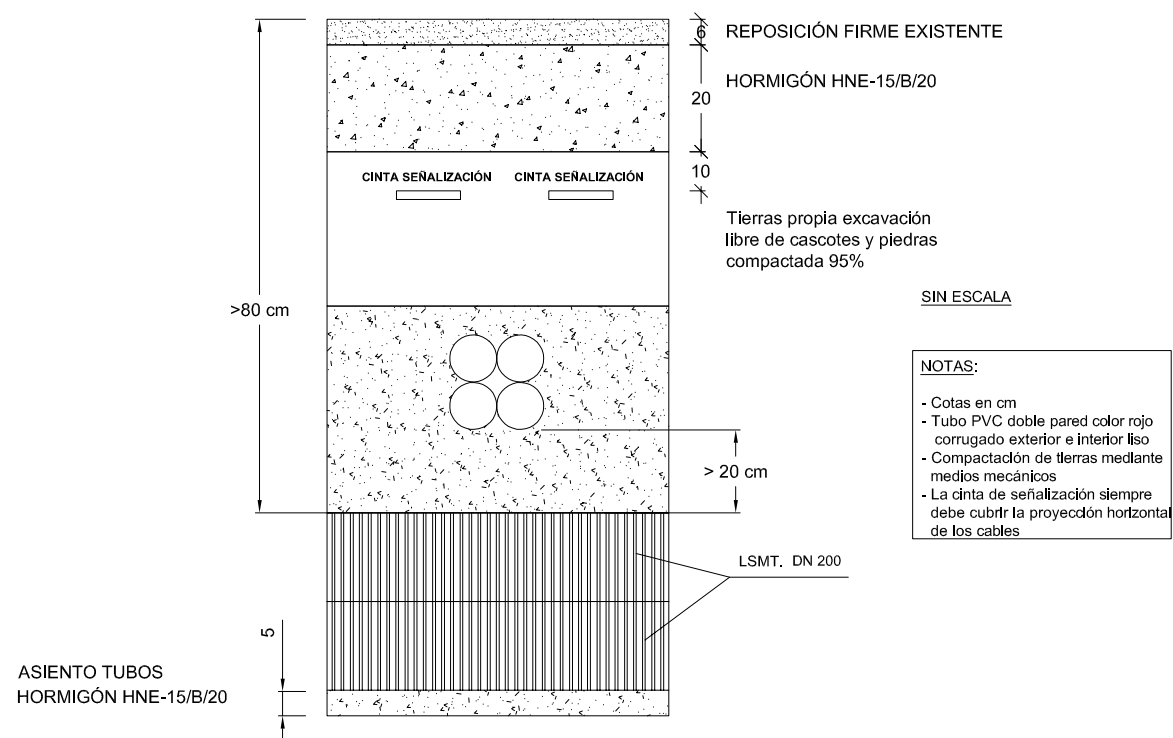 6
REPOSICIÓN FIRME EXISTENTE
HORMIGÓN HNE-15/B/20
20
10
CINTA SEÑALIZACIÓN
CINTA SEÑALIZACIÓN
Tierras propia excavación
libre de cascotes y piedras
compactada 95%
>80 cm
SIN ESCALA
NOTAS:
- Cotas en cm
- Tubo PVC doble pared color rojo
corrugado exterior e interior liso
- Compactación de tierras mediante
medios mecánicos
- La cinta de señalización siempre
debe cubrir la proyección horizontal
de los cables
> 20 cm
LSMT. DN 200
5
ASIENTO TUBOS
HORMIGÓN HNE-15/B/20